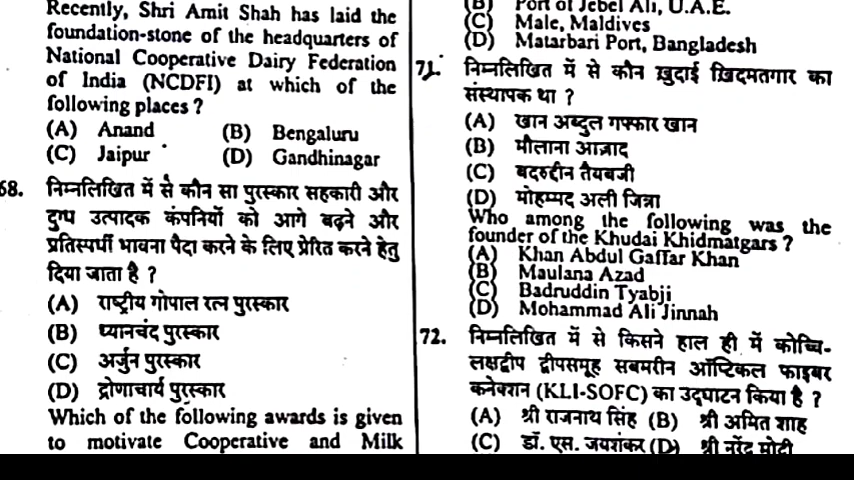 Recently, Shri Amit Shah has laid the
foundation-stone of the headquarters of
National Cooperative Dairy Federation
of India (NCDFI) at which of the
following places ?
(A) Anand (B) Bengaluru
(C) Jaipur (D) Gandhinagar
68. निम्नलिखित में से कौन सा पुरस्कार सहकारी और
दुग्ध उत्पादक कंपनियों को आगे बढ़ने और
प्रतिस्पर्धी भावना पैदा करने के लिए प्रेरित करने हेतु
दिया जाता है ?
(A) राष्ट्रीय गोपाल रत्न पुरस्कार
(B) ध्यानचंद पुरस्कार
(C) अर्जुन पुरस्कार
(D) द्रोणाचार्य पुरस्कार
Which of the following awards is given
to motivate Cooperative and Milk
(B) Port of Jebel Ali, U.A.E.
(C) Male, Maldives
(D) Matarbari Port, Bangladesh
71. निम्नलिखित में से कौन ख़ुदाई ख़िदमतगार का
संस्थापक था ?
(A) खान अब्दुल गफ्फार खान
(B) मौलाना आज़ाद
(C) बदरुद्दीन तैयबजी
(D) मोहम्मद अली जिन्ना
Who among the following was the
founder of the Khudai Khidmatgars ?
(A) Khan Abdul Gaffar Khan
(B) Maulana Azad
(C) Badruddin Tyabji
(D) Mohammad Ali Jinnah
72. निम्नलिखित में से किसने हाल ही में कोच्चि-
लक्षद्वीप द्वीपसमूह सबमरीन ऑप्टिकल फाइबर
कनेक्शन (KLI-SOFC) का उद्घाटन किया है ?
(A) श्री राजनाथ सिंह (B) श्री अमित शाह
(C) डॉ. एस. जयशंकर (D) श्री नरेंद्र मोदी